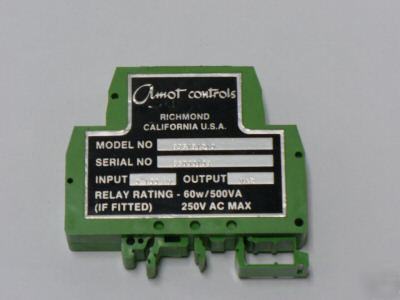 amot controls
RICHMOND
CALIFORNIA U.S.A.
MODEL NO
SERIAL NO
INPUT OUTPUT
RELAY RATING - 60w/500VA
(IF FITTED) 250V AC MAX